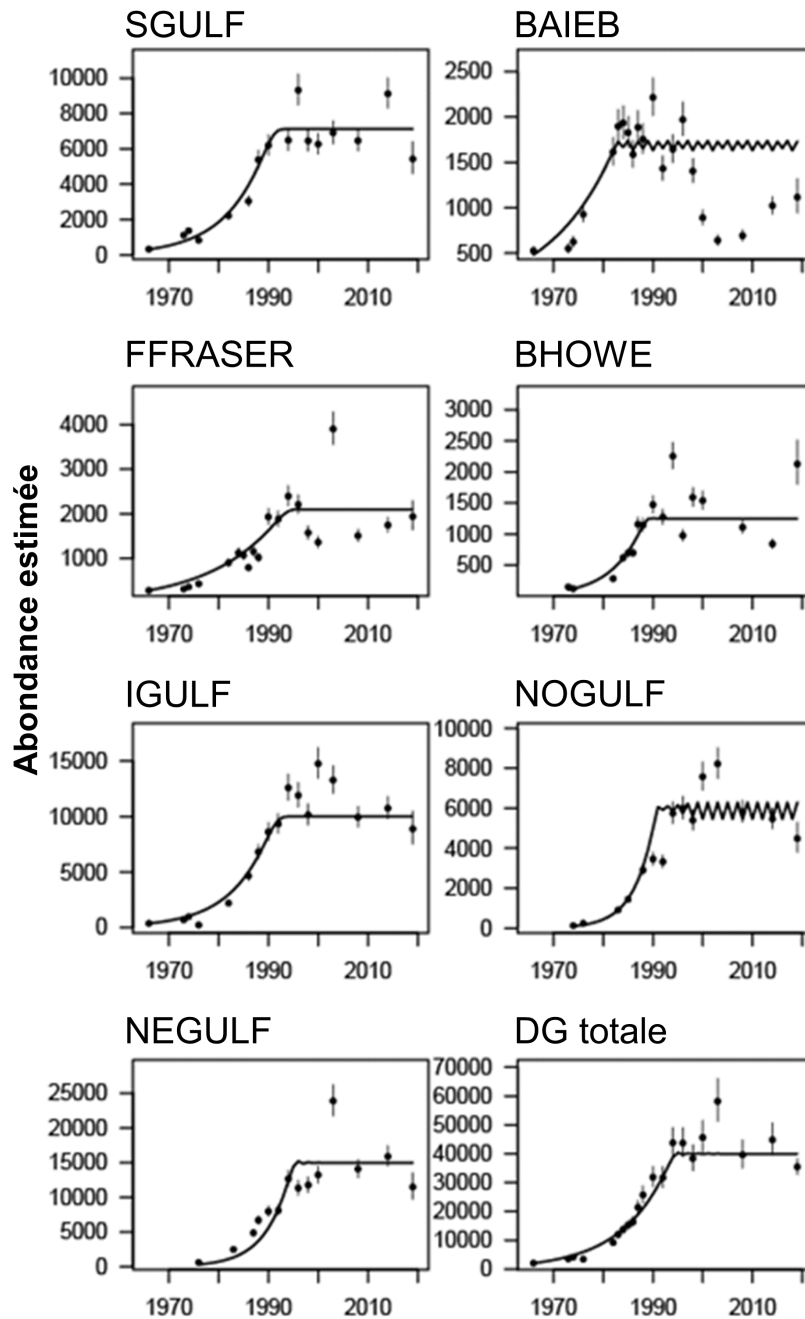 Abondance estimée
SGULF
10000
8000
6000
4000
2000
0
1970 1990 2010
BAIEB
2500
2000
1500
1000
500
1970 1990 2010
FFRASER
4000
3000
2000
1000
1970 1990 2010
BHOWE
3000
2500
2000
1500
1000
500
1970 1990 2010
IGULF
15000
10000
5000
0
1970 1990 2010
NOGULF
10000
8000
6000
4000
2000
0
1970 1990 2010
NEGULF
25000
20000
15000
10000
5000
0
1970 1990 2010
DG totale
70000
60000
50000
40000
30000
20000
10000
0
1970 1990 2010